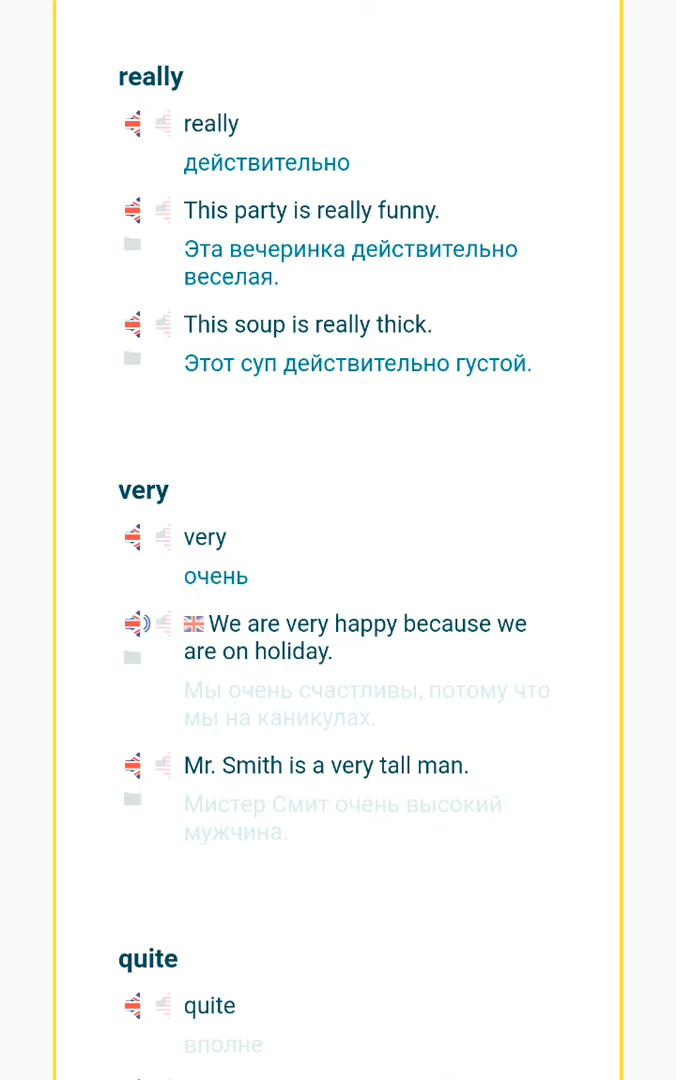 really
really
действительно
This party is really funny.
Эта вечеринка действительно
веселая.
This soup is really thick.
Этот суп действительно густой.
very
very
очень
We are very happy because we
are on holiday.
Мы очень счастливы, потому что
мы на каникулах.
Mr. Smith is a very tall man.
Мистер Смит очень высокий
мужчина.
quite
quite
вполне